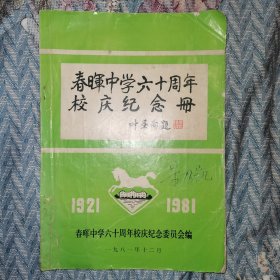 春暉中学六十周年
校庆纪念册
叶圣陶题
1921 1981
春晖中学六十周年校庆纪念委员会编
一九八一年十二月